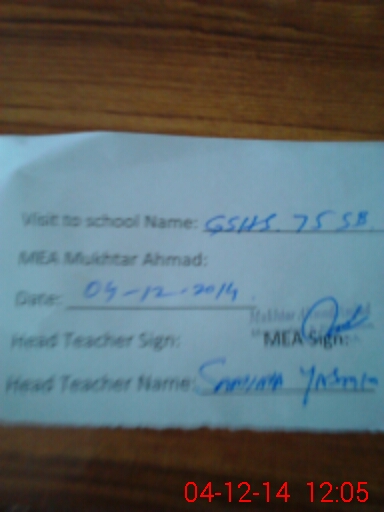 Visit to school Name: GSHS. 75 SB.
MEA Mukhtar Ahmad:
Date: 04-12-2014
Head Teacher Sign: MEA Sign:
Head Teacher Name: Yasmin
04-12-14 12:05